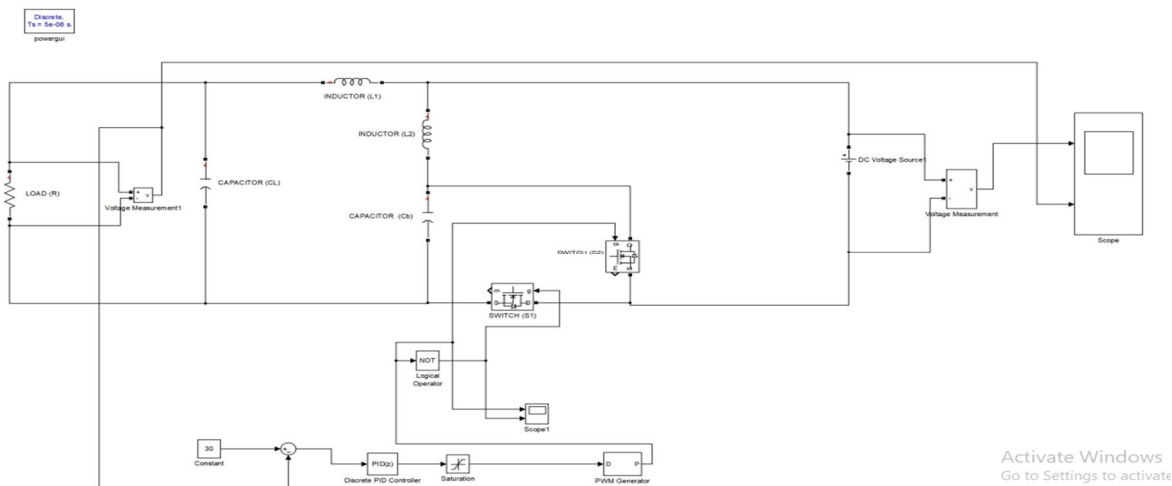 Discrete,
Ts = 5e-06 s.
powergui
INDUCTOR (L1)
INDUCTOR (L2)
DC Voltage Source1
CAPACITOR (CL)
LOAD (R)
+
-
v
Voltage Measurement1
+
-
v
Voltage Measurement
Scope
CAPACITOR (Cb)
SWITCH (S2)
g
D
E
S
m
g
S
D
SWITCH (S1)
NOT
Logical
Operator
Scope1
30
Constant
PID(z)
Discrete PID Controller
Saturation
D
P
PWM Generator
Activate Windows
Go to Settings to activate